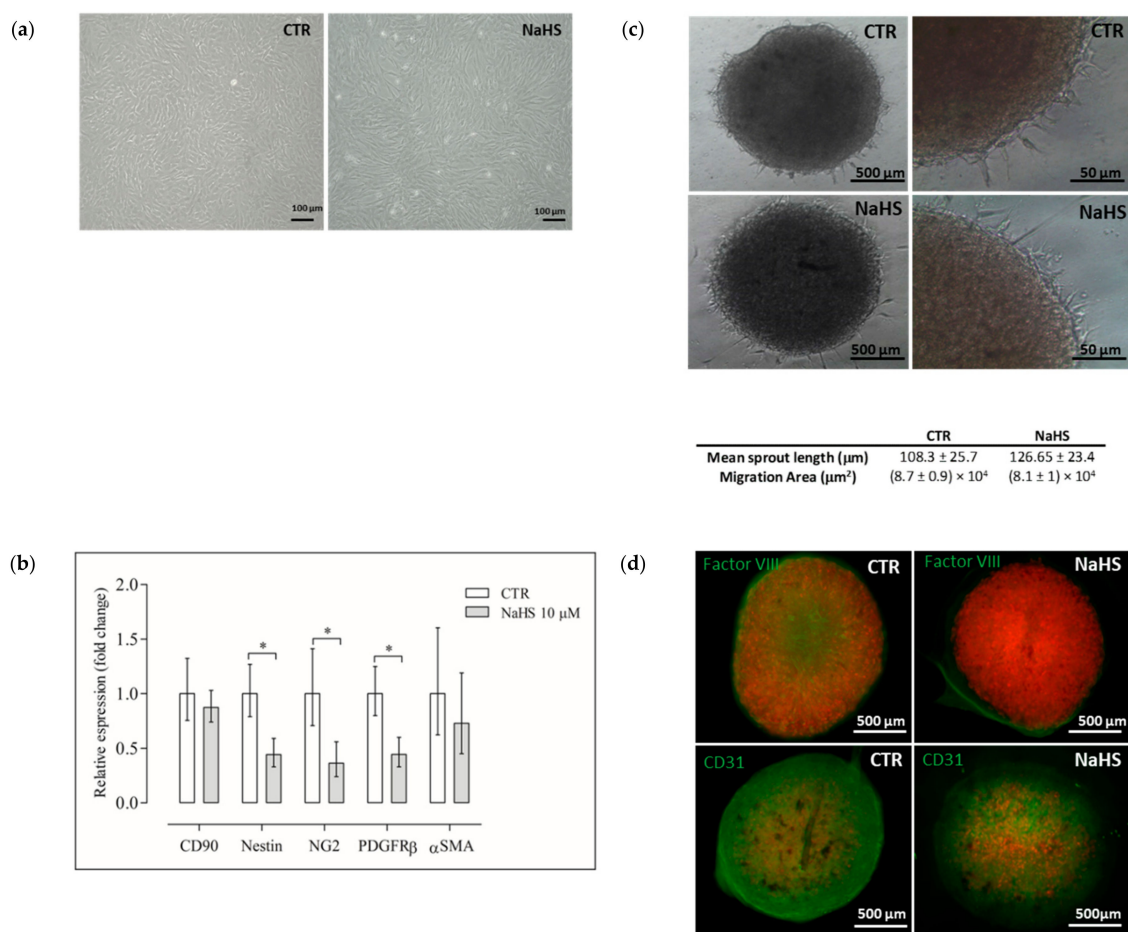 (a)
CTR
100 μm
NaHS
100 μm
(b)
Relative espression (fold change)
2.0
1.5
1.0
0.5
0.0
CTR
NaHS 10 μM
*
*
*
CD90
Nestin
NG2
PDGFRβ
αSMA
(c)
CTR
500 μm
CTR
50 μm
NaHS
500 μm
NaHS
50 μm
CTR NaHS
Mean sprout length (μm) 108.3 ± 25.7 126.65 ± 23.4
Migration Area (μm²) (8.7 ± 0.9) × 10⁴ (8.1 ± 1) × 10⁴
(d)
Factor VIII
CTR
500 μm
Factor VIII
NaHS
500 μm
CD31
CTR
500 μm
CD31
NaHS
500μm